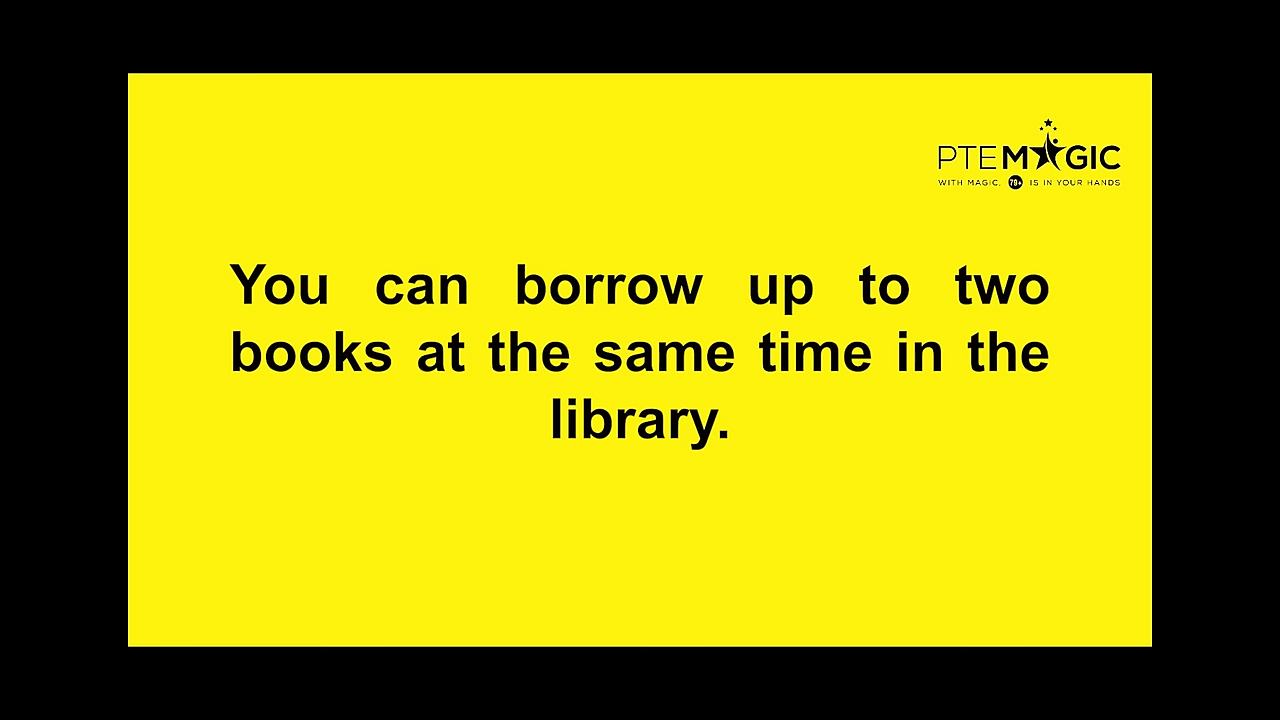 PTEMAGIC
WITH MAGIC, 79+ IS IN YOUR HANDS
You can borrow up to two
books at the same time in the
library.